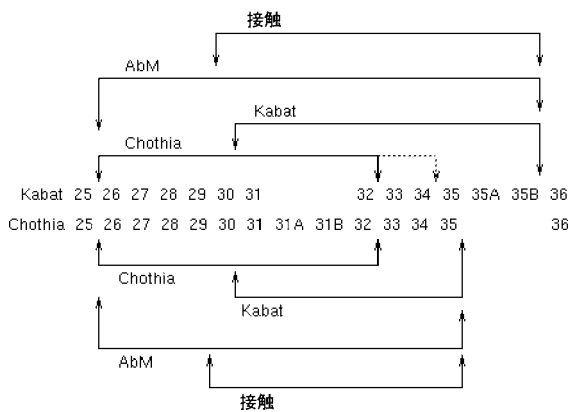 接触
AbM
Kabat
Chothia
Kabat 25 26 27 28 29 30 31 32 33 34 35 35A 35B 36
Chothia 25 26 27 28 29 30 31 31A 31B 32 33 34 35 36
Chothia
Kabat
AbM
接触